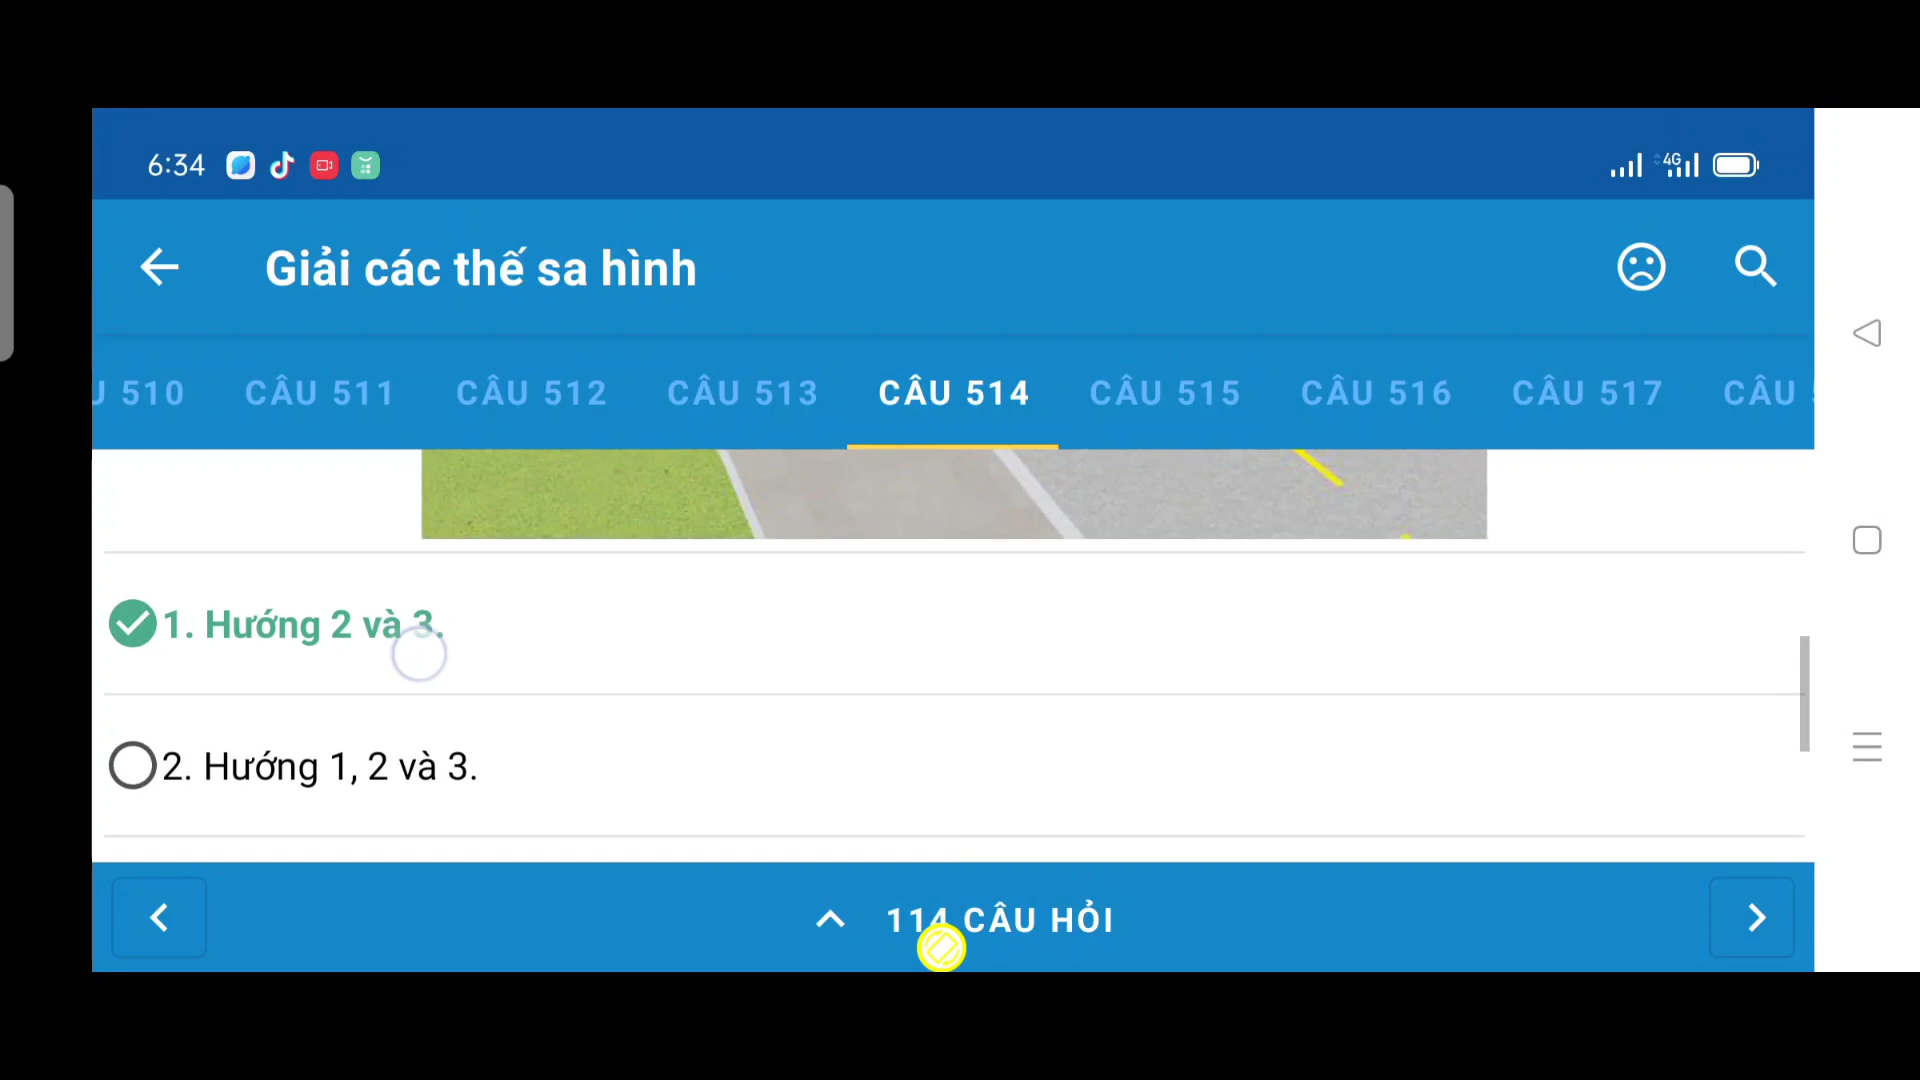 6:34
4G
Giải các thế sa hình
U 510 CÂU 511 CÂU 512 CÂU 513 CÂU 514 CÂU 515 CÂU 516 CÂU 517 CÂU
1. Hướng 2 và 3.
2. Hướng 1, 2 và 3.
114 CÂU HỎI